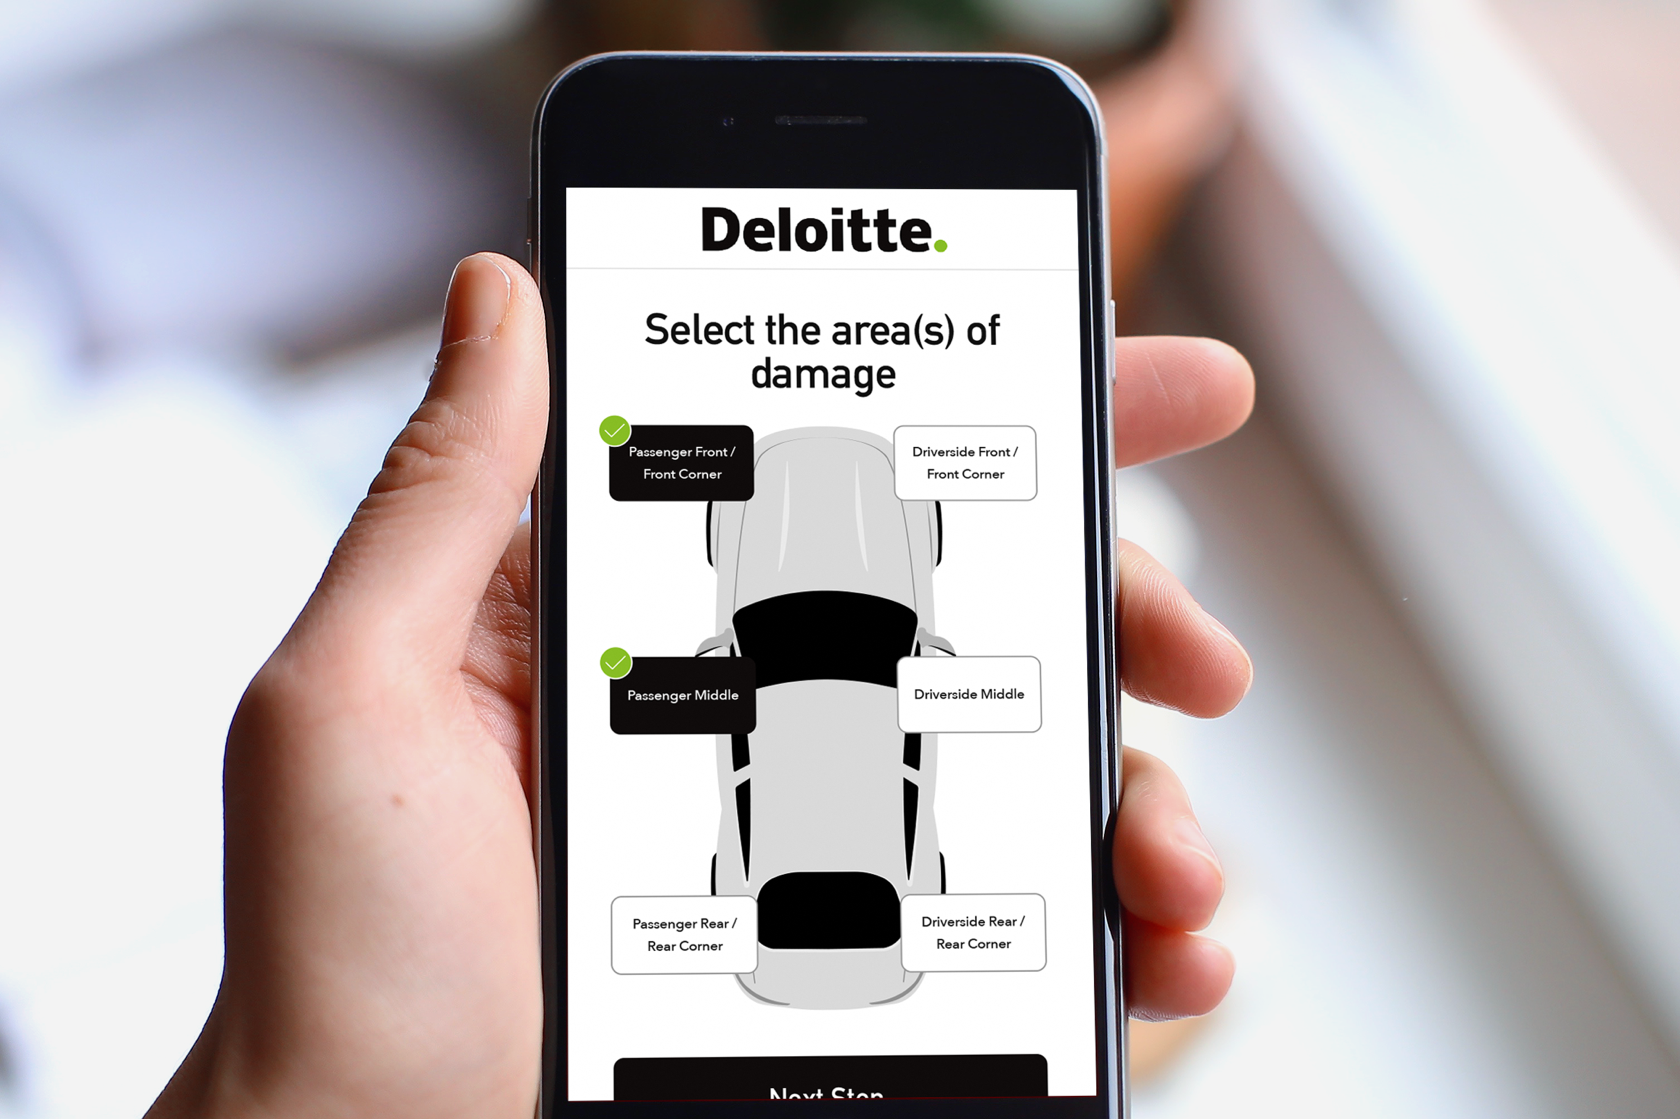 Deloitte.
Select the area(s) of
damage
Passenger Front /
Front Corner
Driverside Front /
Front Corner
Passenger Middle
Driverside Middle
Passenger Rear /
Rear Corner
Driverside Rear /
Rear Corner
Next Step